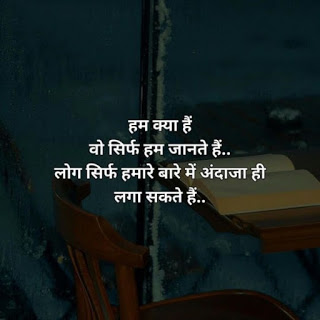 हम क्या हैं
वो सिर्फ हम जानते हैं..
लोग सिर्फ हमारे बारे में अंदाजा ही
लगा सकते हैं..